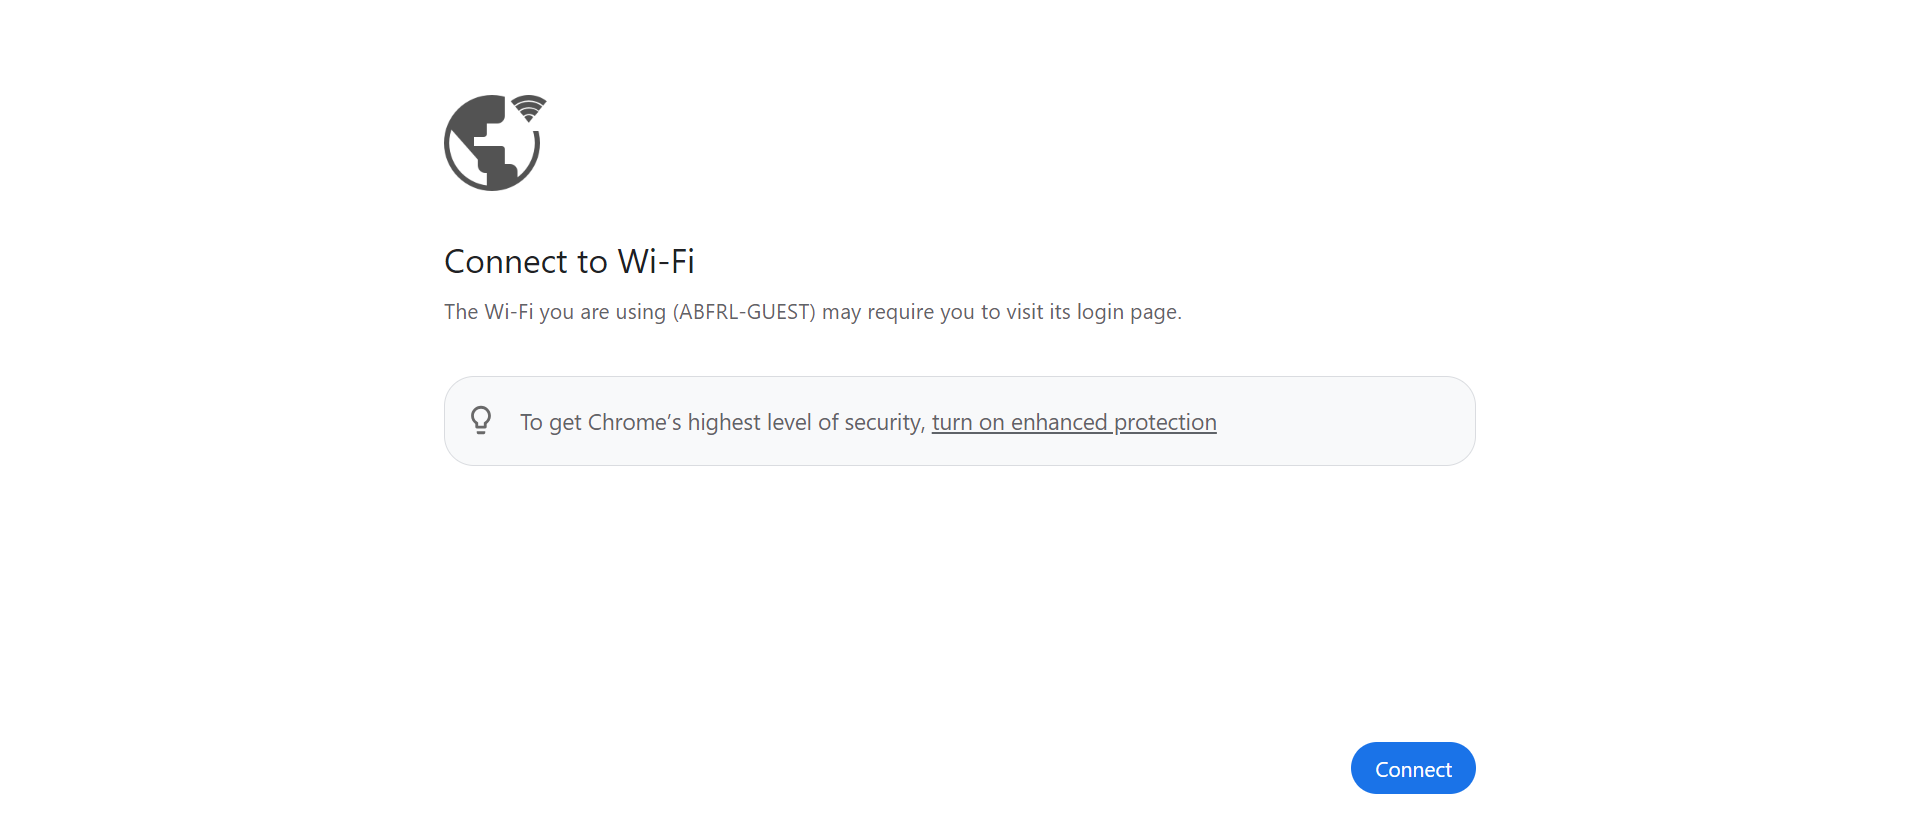 Connect to Wi-Fi
The Wi-Fi you are using (ABFRL-GUEST) may require you to visit its login page.
To get Chrome’s highest level of security, turn on enhanced protection
Connect